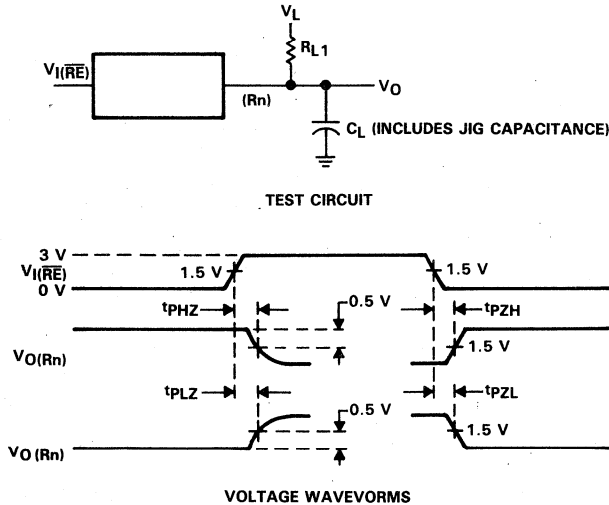 VL
RL1
VI(RE)
(Rn)
VO
CL (INCLUDES JIG CAPACITANCE)
TEST CIRCUIT
3 V
VI(RE)
0 V
1.5 V
1.5 V
tPHZ
0.5 V
tPZH
VO(Rn)
1.5 V
tPLZ
0.5 V
tPZL
VO (Rn)
1.5 V
VOLTAGE WAVEVORMS